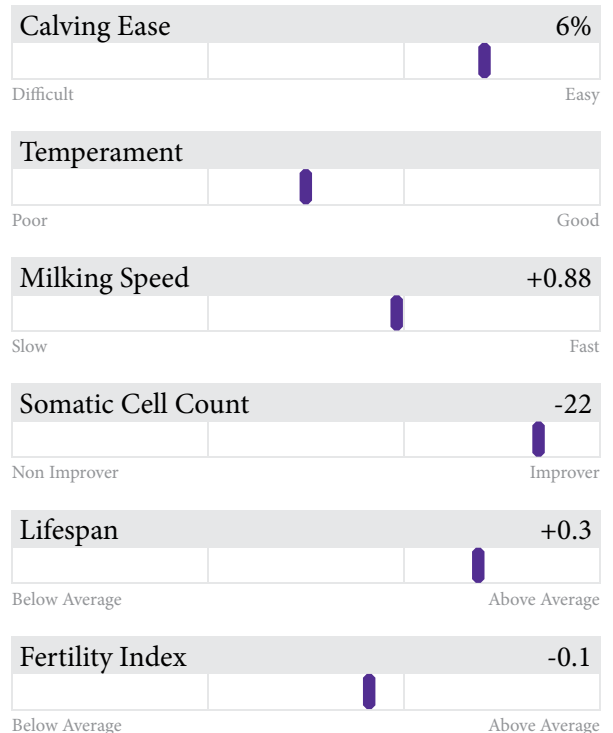 Calving Ease 6%
Difficult Easy
Temperament
Poor Good
Milking Speed +0.88
Slow Fast
Somatic Cell Count -22
Non Improver Improver
Lifespan +0.3
Below Average Above Average
Fertility Index -0.1
Below Average Above Average